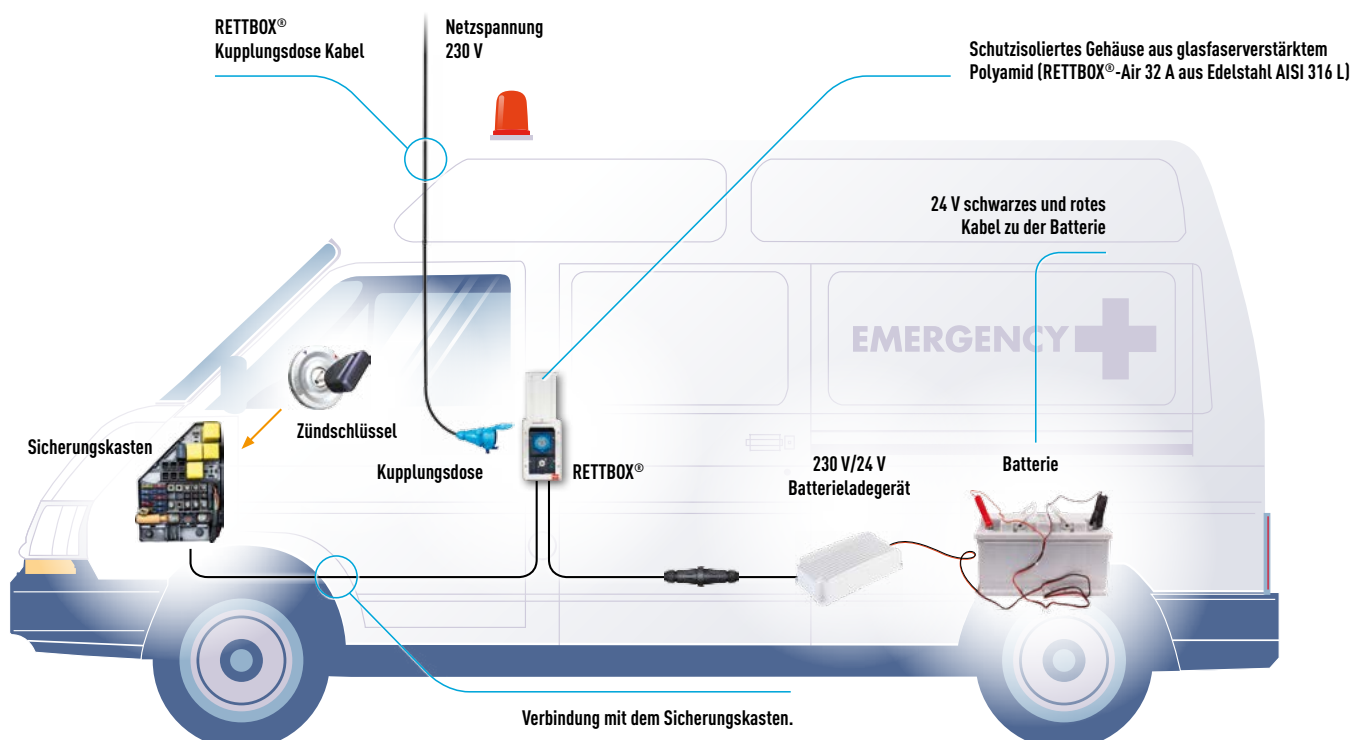 RETTBOX®
Kupplungsdose Kabel
Netzspannung
230 V
Schutzisoliertes Gehäuse aus glasfaserverstärktem
Polyamid (RETTBOX®-Air 32 A aus Edelstahl AISI 316 L)
24 V schwarzes und rotes
Kabel zu der Batterie
EMERGENCY
Sicherungskasten
Zündschlüssel
Kupplungsdose
RETTBOX®
230 V/24 V
Batterieladegerät
Batterie
Verbindung mit dem Sicherungskasten.